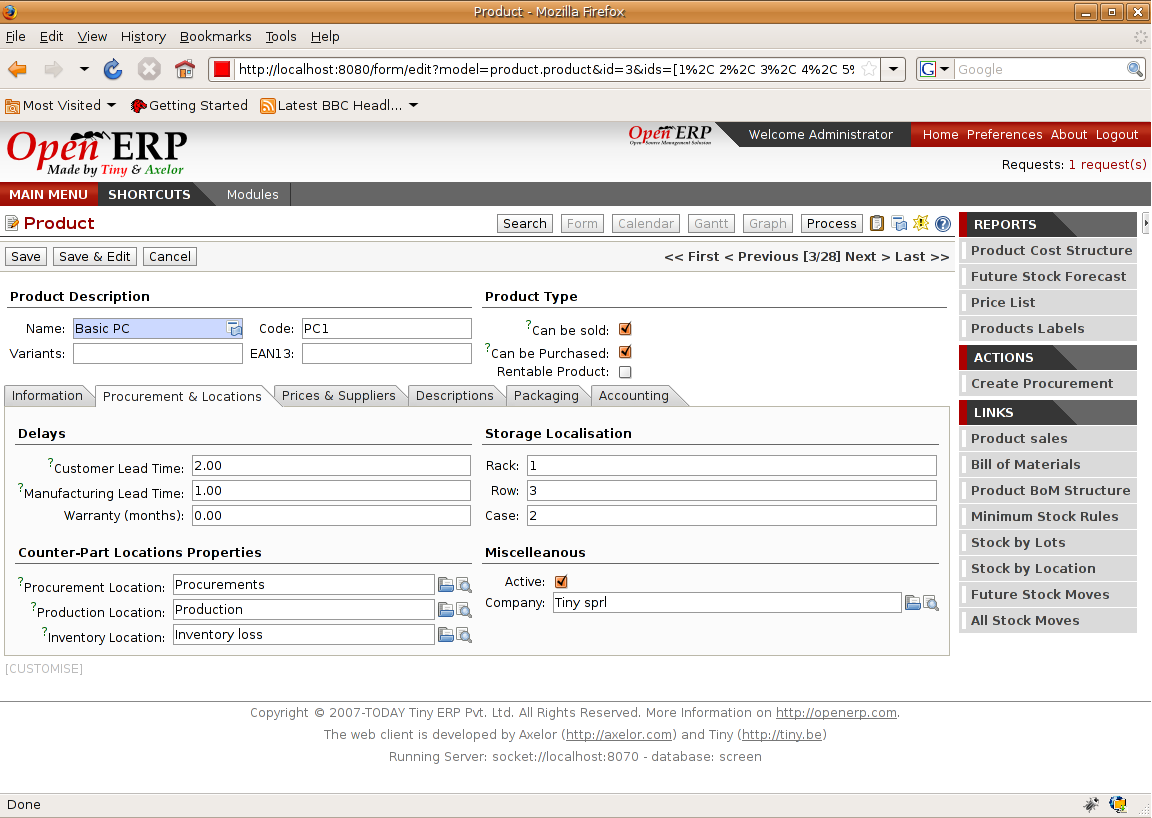 Product - Mozilla Firefox
File Edit View History Bookmarks Tools Help
http://localhost:8080/form/edit?model=product.product&id=3&ids=[1%2C 2%2C 3%2C 4%2C 5% Google
Most Visited Getting Started Latest BBC Headl...
Open ERP
Made by Tiny & Axelor
Open ERP
Open Source Management Solution
Welcome Administrator Home Preferences About Logout
Requests: 1 request(s)
MAIN MENU SHORTCUTS Modules
Product Search Form Calendar Gantt Graph Process
Save Save & Edit Cancel << First < Previous [3/28] Next > Last >>
Product Description Product Type
Name: Basic PC Code: PC1 ? Can be sold:
Variants: EAN13: ? Can be Purchased:
Rentable Product:
Information Procurement & Locations Prices & Suppliers Descriptions Packaging Accounting
Delays Storage Localisation
? Customer Lead Time: 2.00 Rack: 1
? Manufacturing Lead Time: 1.00 Row: 3
Warranty (months): 0.00 Case: 2
Counter-Part Locations Properties Miscelleanous
? Procurement Location: Procurements Active:
? Production Location: Production Company: Tiny sprl
? Inventory Location: Inventory loss
[CUSTOMISE]
REPORTS
Product Cost Structure
Future Stock Forecast
Price List
Products Labels
ACTIONS
Create Procurement
LINKS
Product sales
Bill of Materials
Product BoM Structure
Minimum Stock Rules
Stock by Lots
Stock by Location
Future Stock Moves
All Stock Moves
Copyright © 2007-TODAY Tiny ERP Pvt. Ltd. All Rights Reserved. More Information on http://openerp.com.
The web client is developed by Axelor (http://axelor.com) and Tiny (http://tiny.be)
Running Server: socket://localhost:8070 - database: screen
Done